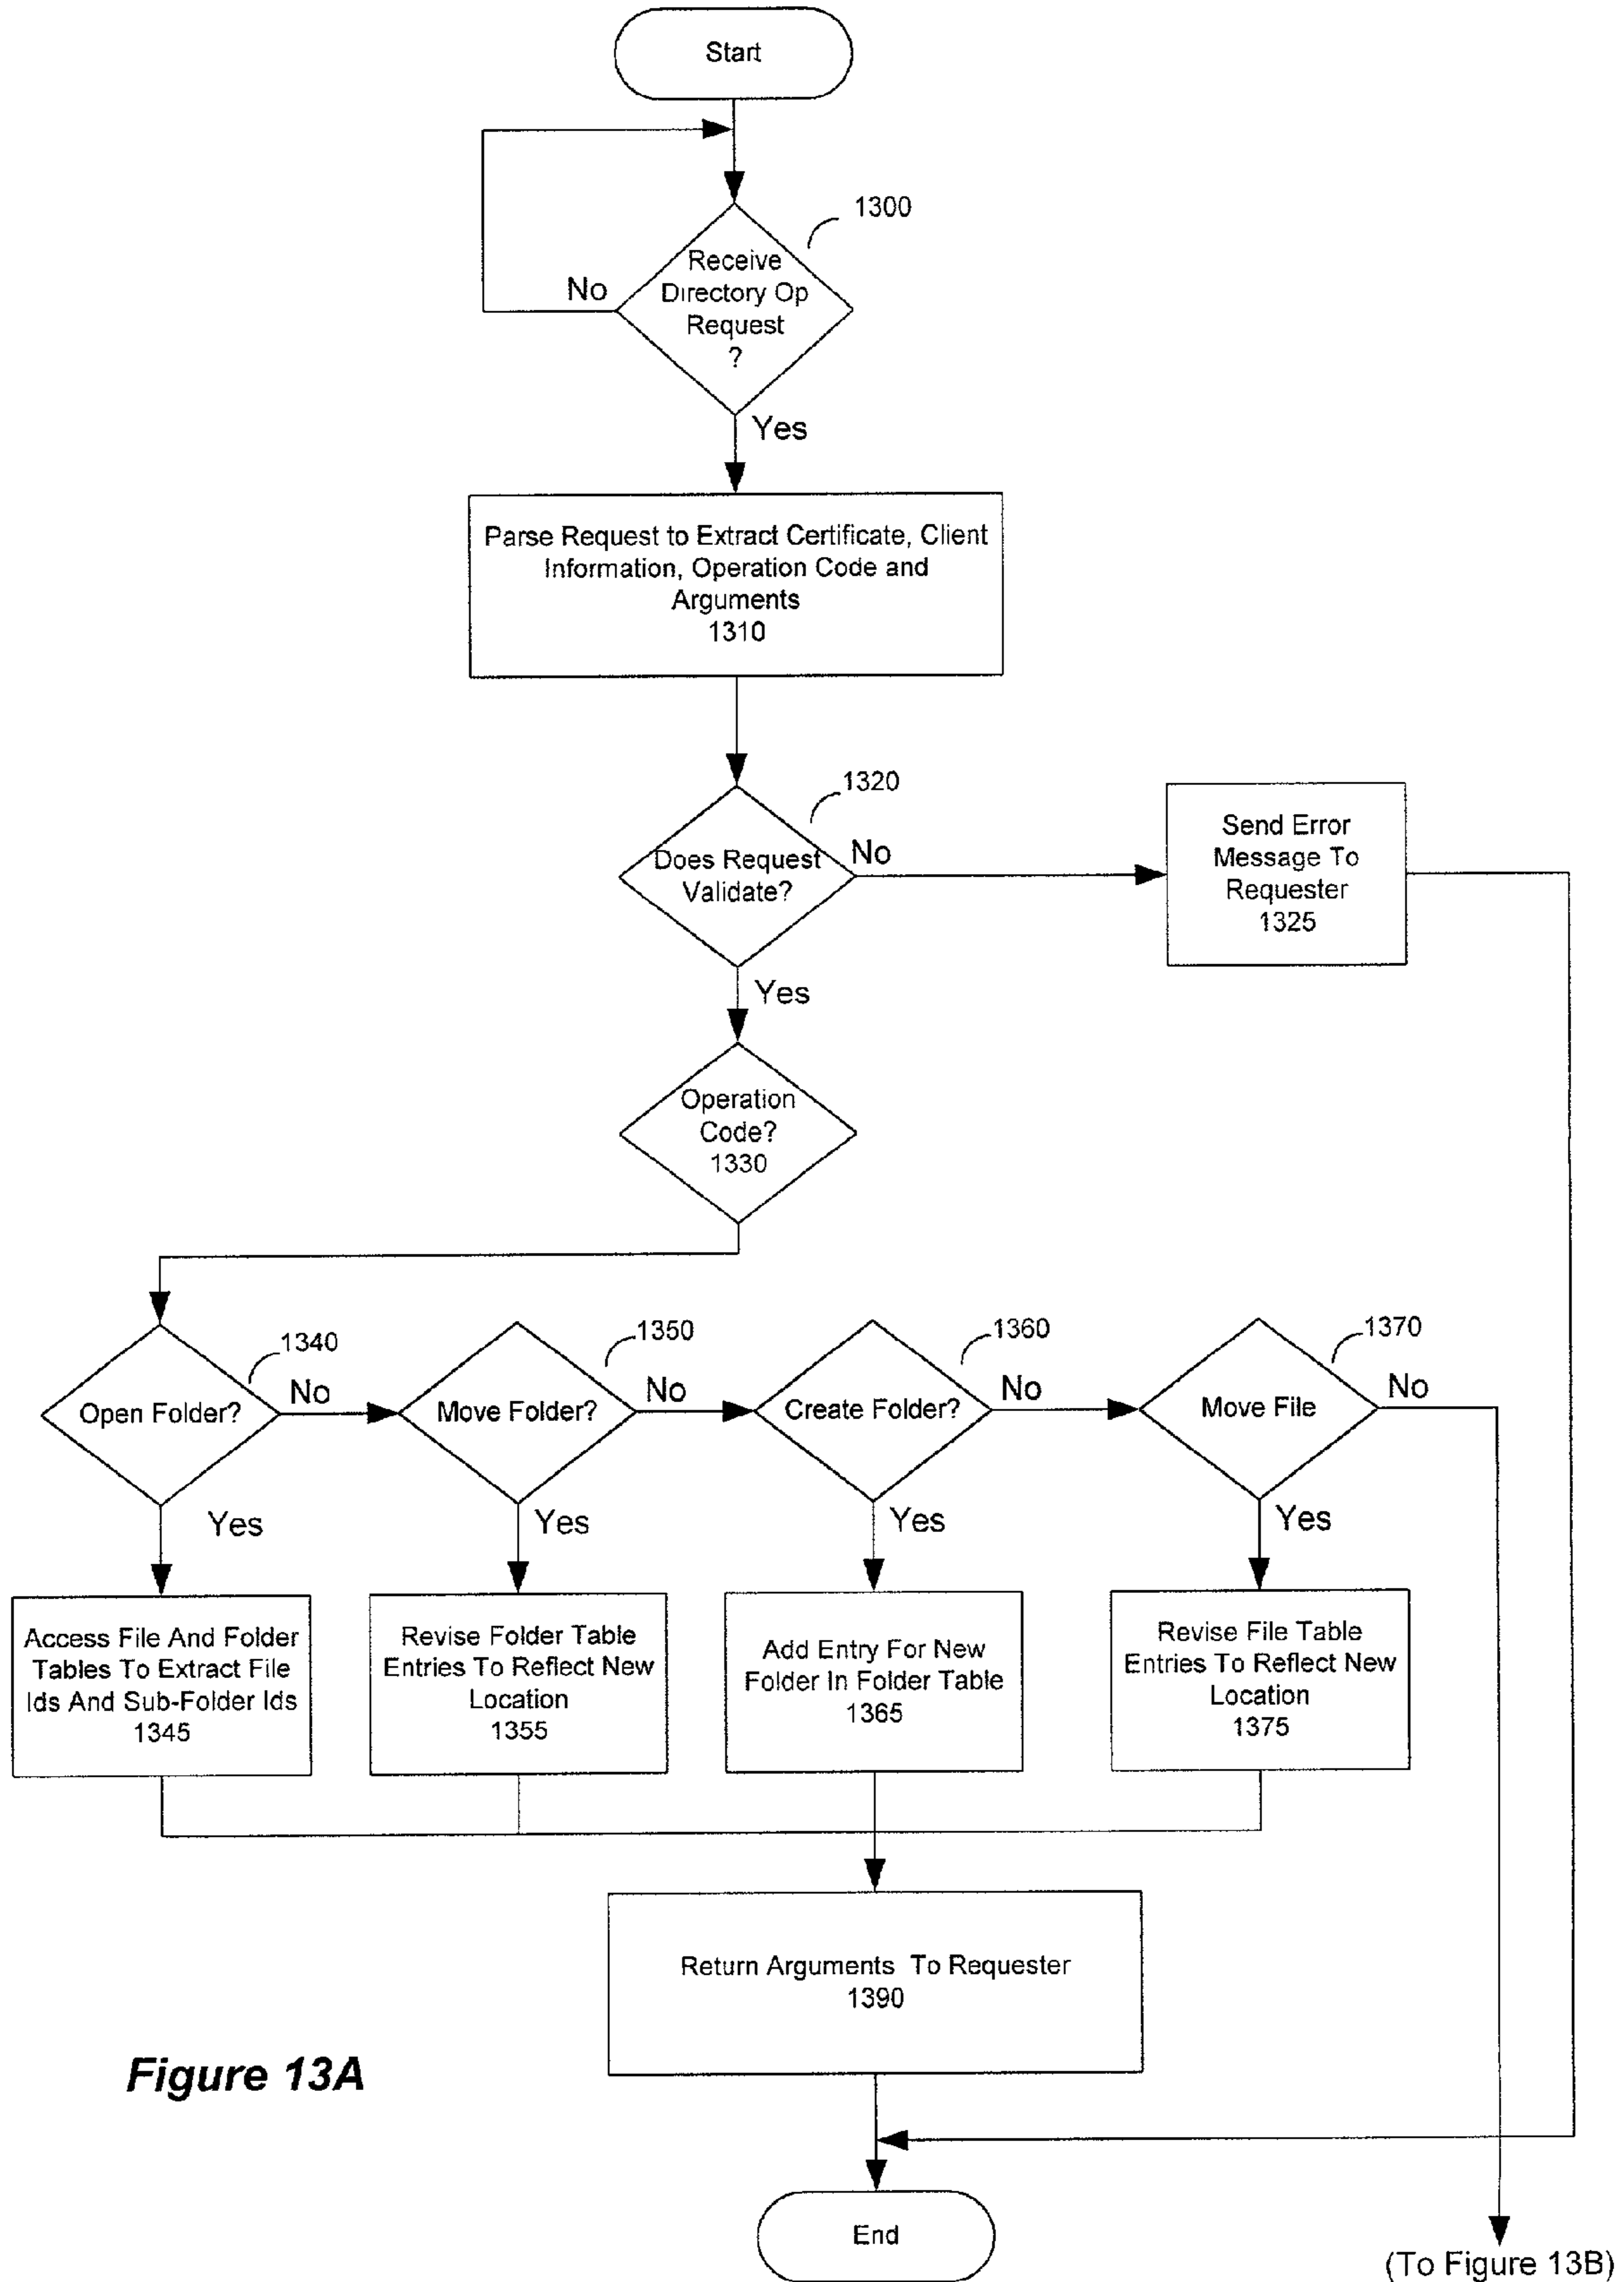 Start
1300
Receive
Directory Op
Request
?
No
Yes
Parse Request to Extract Certificate, Client
Information, Operation Code and
Arguments
1310
1320
Does Request
Validate?
No
Send Error
Message To
Requester
1325
Yes
Operation
Code?
1330
1340
Open Folder?
No
1350
Move Folder?
No
1360
Create Folder?
No
1370
Move File
No
Yes
Yes
Yes
Yes
Access File And Folder
Tables To Extract File
Ids And Sub-Folder Ids
1345
Revise Folder Table
Entries To Reflect New
Location
1355
Add Entry For New
Folder In Folder Table
1365
Revise File Table
Entries To Reflect New
Location
1375
Return Arguments To Requester
1390
Figure 13A
End
(To Figure 13B)